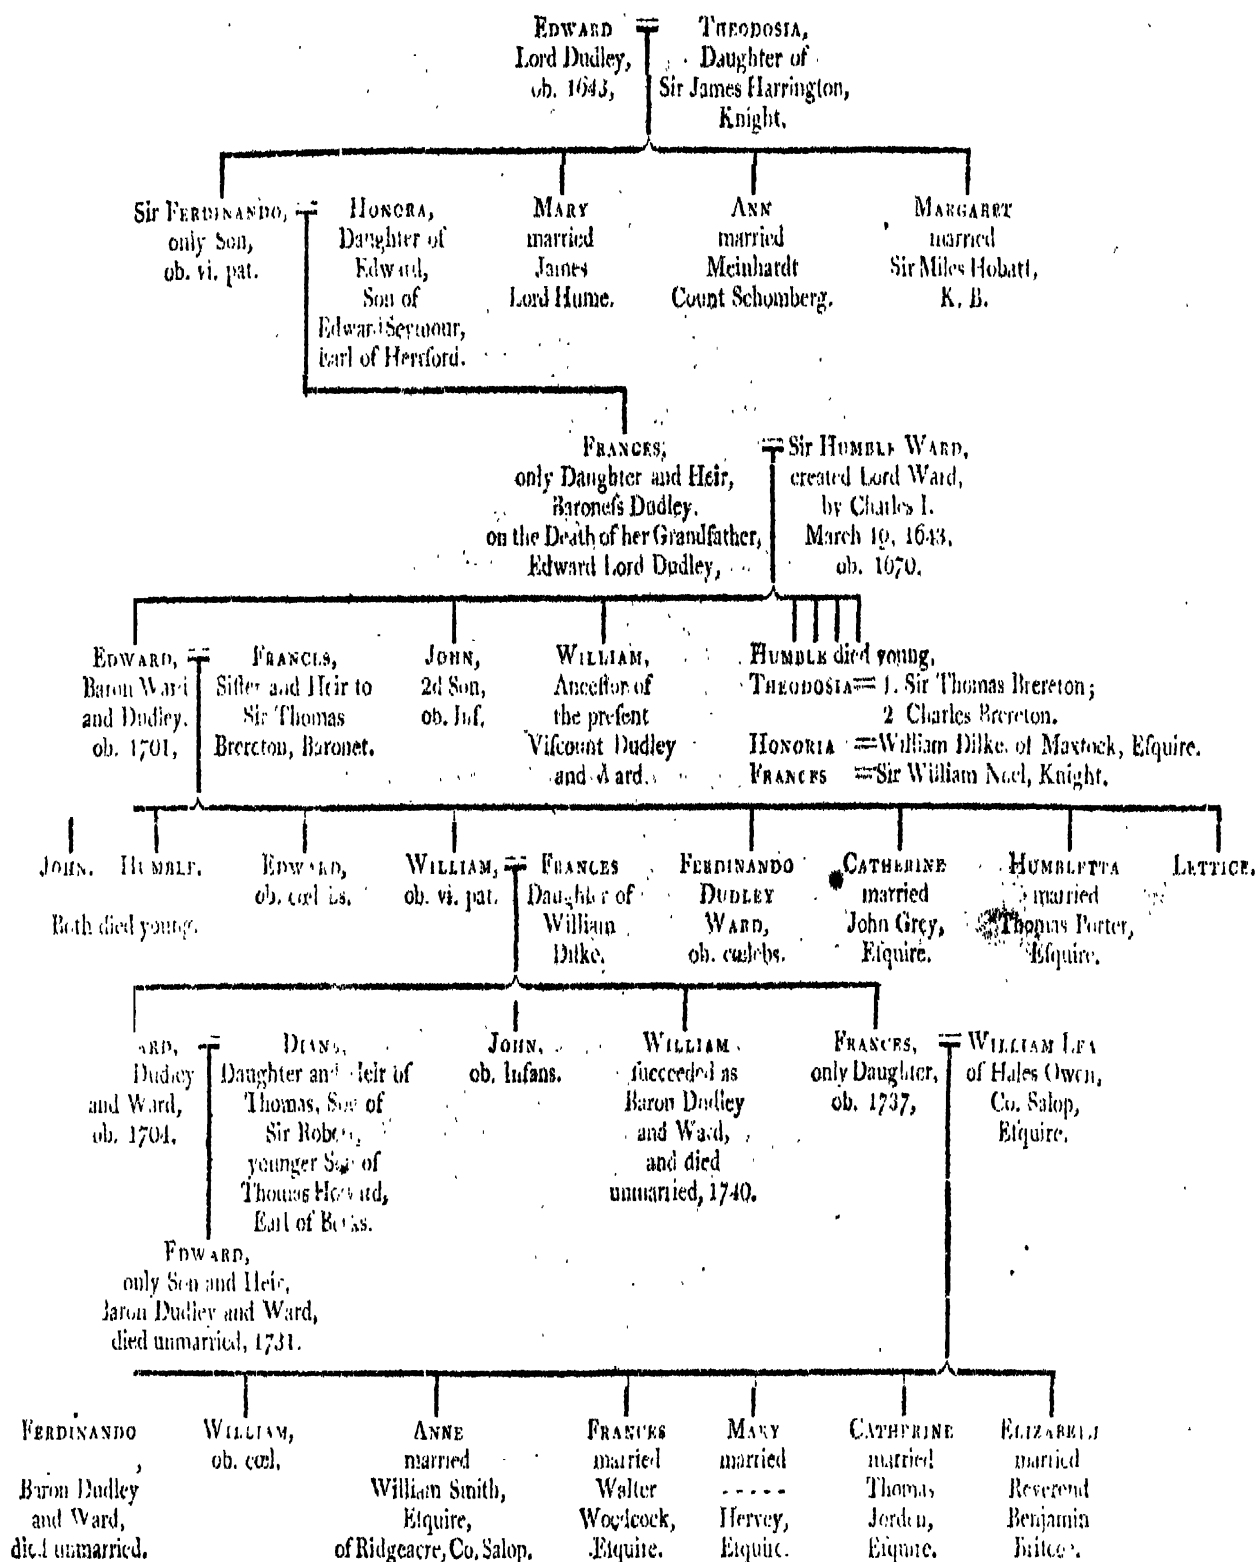 EDWARD = THEODOSIA,
Lord Dudley, Daughter of
ob. 1643, Sir James Harrington,
Knight.
Sir FERDINANDO, = HONORA, MARY ANN MARGARET
only Son, Daughter of married married married
ob. vi. pat. Edward, James Meinhardt Sir Miles Hobart,
Son of Lord Hume. Count Schomberg. K. B.
Edward Seymour,
Earl of Hertford.
FRANCES, = Sir HUMBLE WARD,
only Daughter and Heir, created Lord Ward,
Baroness Dudley. by Charles I.
on the Death of her Grandfather, March 19, 1643,
Edward Lord Dudley, ob. 1670.
EDWARD, = FRANCES, JOHN, WILLIAM, HUMBLE died young.
Baron Ward Sister and Heir to 2d Son, Ancestor of THEODOSIA = 1. Sir Thomas Brereton;
and Dudley. Sir Thomas ob. Inf. the present 2 Charles Brereton.
ob. 1701, Brereton, Baronet. Viscount Dudley HONORIA = William Dilke, of Maxtock, Esquire.
and Ward. FRANCES = Sir William Noel, Knight.
JOHN. HUMBLE. EDWARD, WILLIAM, = FRANCES FERDINANDO CATHERINE HUMBLETTA LETTICE.
ob. cœlebs. ob. vi. pat. Daughter of DUDLEY married married
Both died young. William WARD, John Grey, Thomas Porter,
Dilke. ob. cœlebs. Esquire. Esquire.
ARD, = DIANA, JOHN, WILLIAM FRANCES, = WILLIAM LEA
Dudley Daughter and Heir of ob. Infans. succeeded as only Daughter, of Hales Owen,
and Ward, Thomas, Son of Baron Dudley ob. 1737, Co. Salop,
ob. 1704. Sir Robert, and Ward, Esquire.
younger Son of and died
Thomas Howard, unmarried, 1740.
Earl of Berks.
EDWARD,
only Son and Heir,
Baron Dudley and Ward,
died unmarried, 1731.
FERDINANDO WILLIAM, ANNE FRANCES MARY CATHERINE ELIZABETH
, ob. cœl. married married married married married
Baron Dudley William Smith, Walter - - - - - Thomas Reverend
and Ward, Esquire, Woodcock, Hervey, Jorden, Benjamin
died unmarried. of Ridgeacre, Co. Salop. Esquire. Esquire. Esquire.